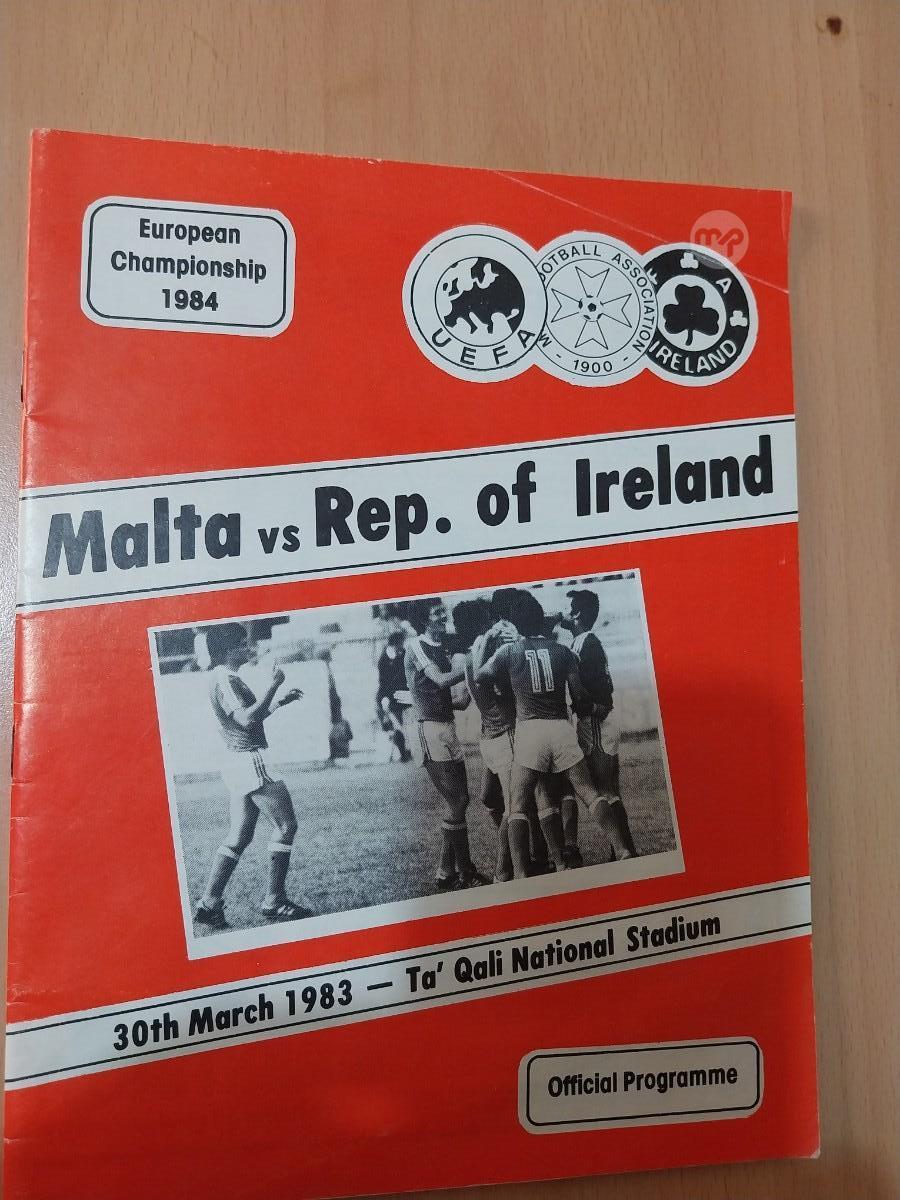 European
Championship
1984
UEFA
FOOTBALL ASSOCIATION
M
- 1900 -
F A
IRELAND
Malta vs Rep. of Ireland
11
30th March 1983 — Ta' Qali National Stadium
Official Programme